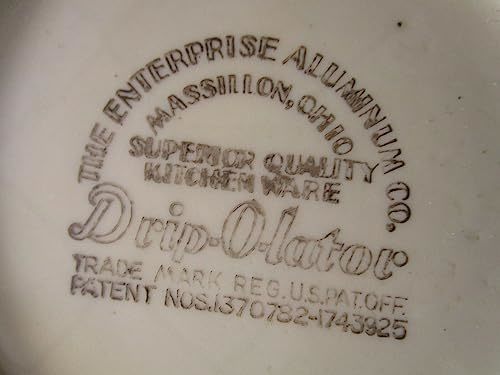 THE ENTERPRISE ALUMINUM CO.
MASSILLON, OHIO
SUPERIOR QUALITY
KITCHEN WARE
Drip-O-lator
TRADE MARK REG. U.S. PAT. OFF.
PATENT NOS. 1370782-1743925